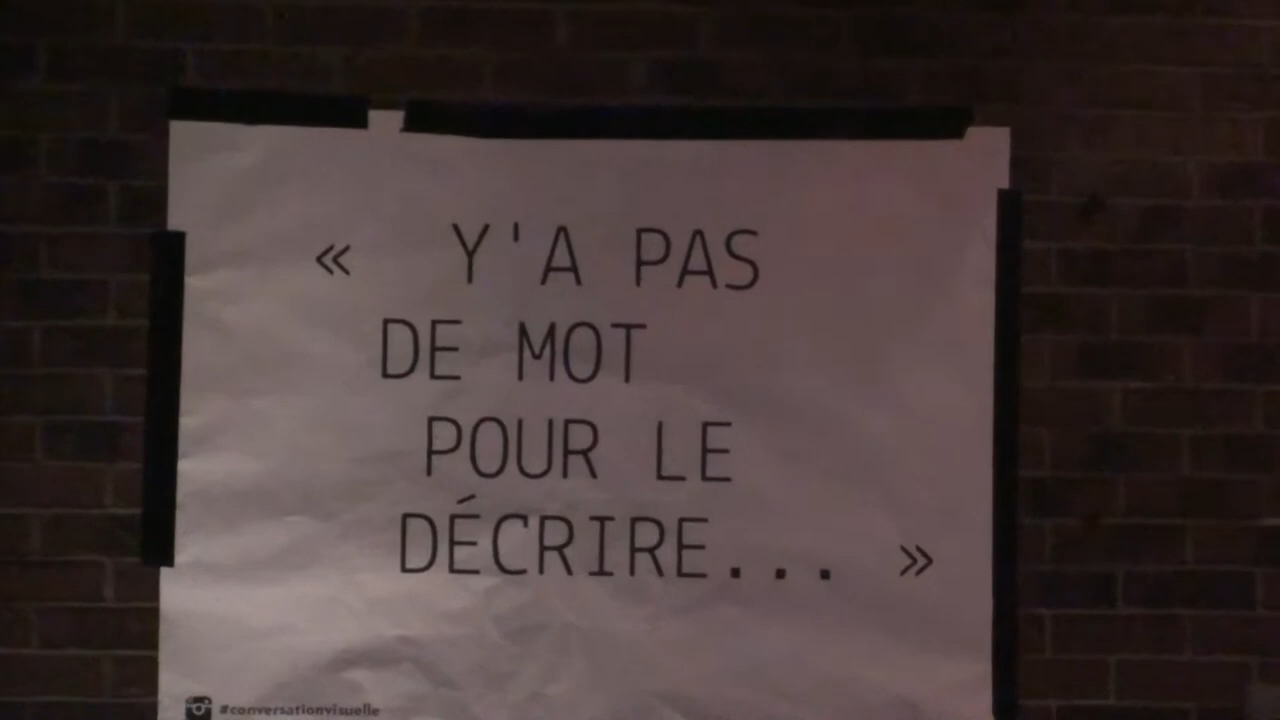 « Y'A PAS
DE MOT
POUR LE
DÉCRIRE... »
#conversationvisuelle